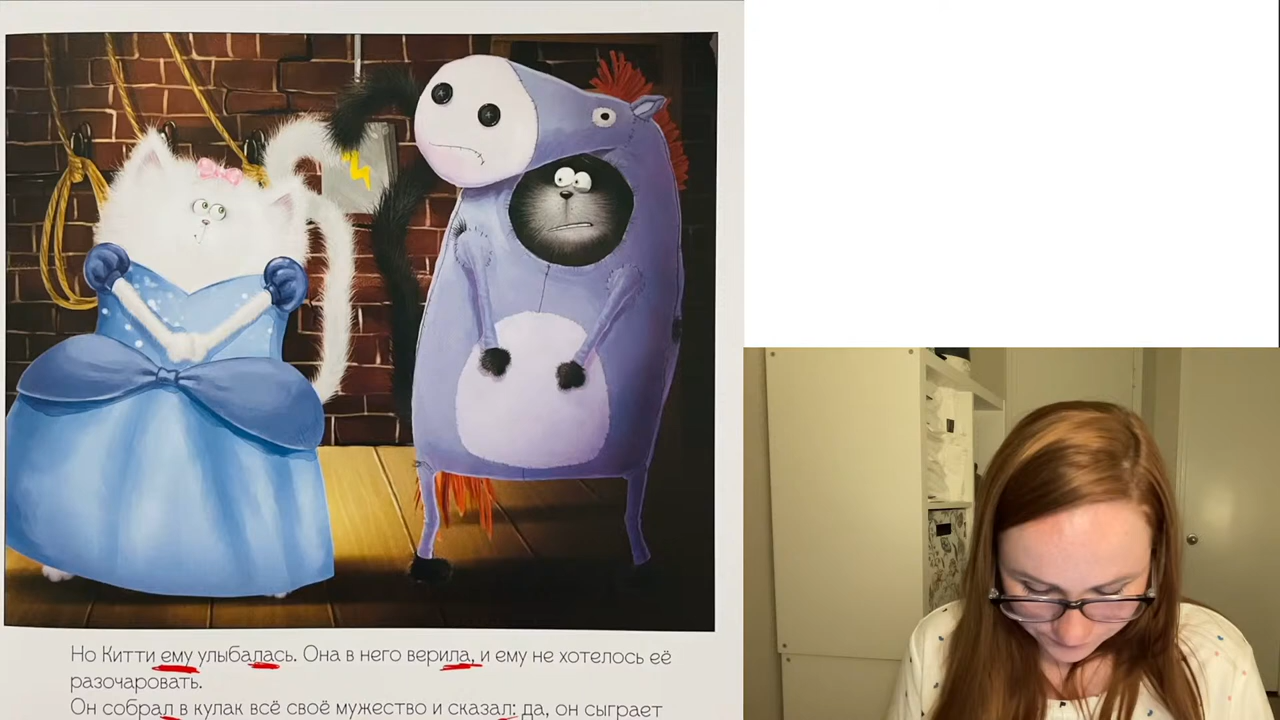 Но Китти ему улыбалась. Она в него верила, и ему не хотелось её
разочаровать.
Он собрал в кулак всё своё мужество и сказал: да, он сыграет